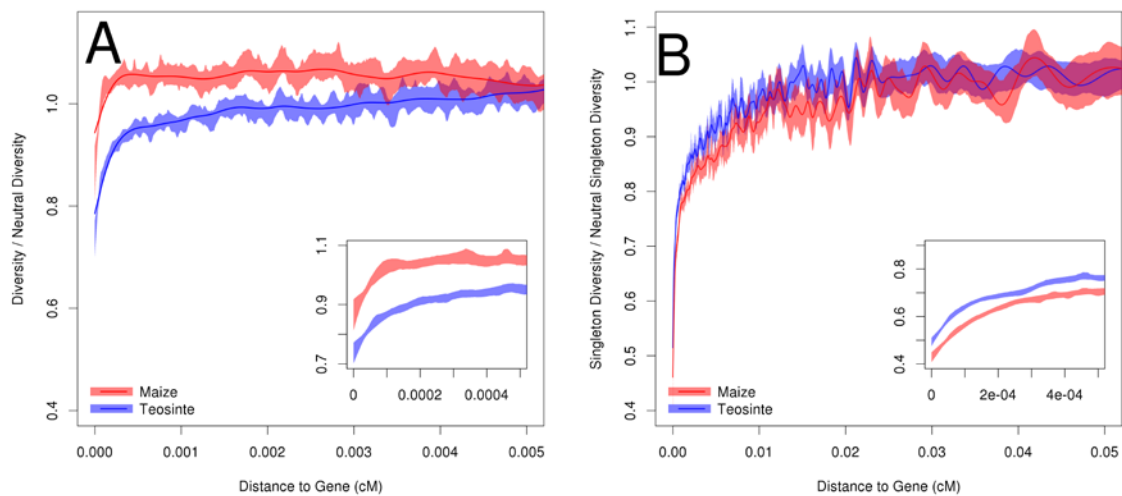 A
Diversity / Neutral Diversity
0.4
0.6
0.8
1.0
0.7
0.9
1.1
0
0.0002
0.0004
Maize
Teosinte
0.000
0.001
0.002
0.003
0.004
0.005
Distance to Gene (cM)
B
Singleton Diversity / Neutral Singleton Diversity
0.4
0.5
0.6
0.7
0.8
0.9
1.0
1.1
0.4
0.6
0.8
0
2e-04
4e-04
Maize
Teosinte
0.00
0.01
0.02
0.03
0.04
0.05
Distance to Gene (cM)